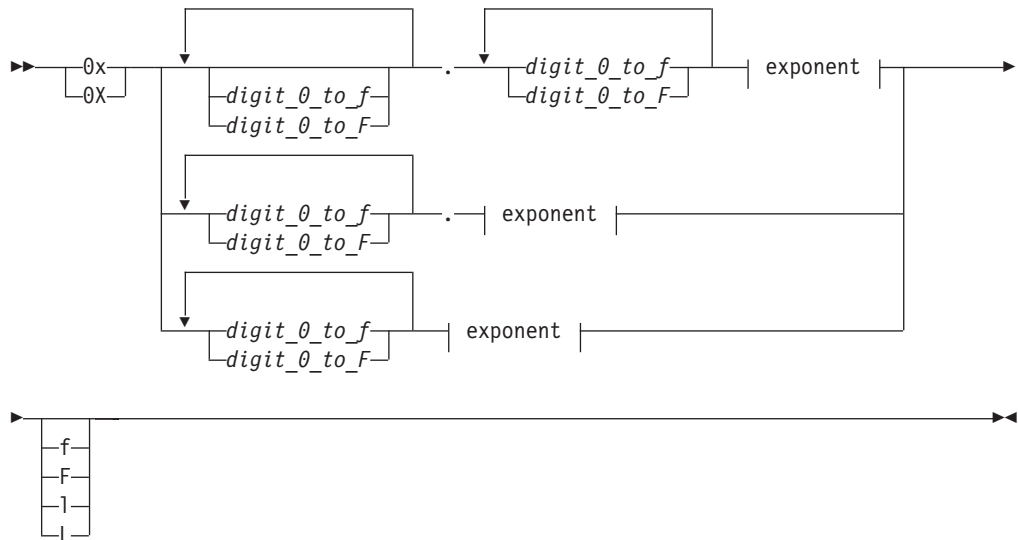 0x . digit_0_to_f exponent
0X digit_0_to_f digit_0_to_F
digit_0_to_F
digit_0_to_f . exponent
digit_0_to_F
digit_0_to_f exponent
digit_0_to_F
f
F
l
L